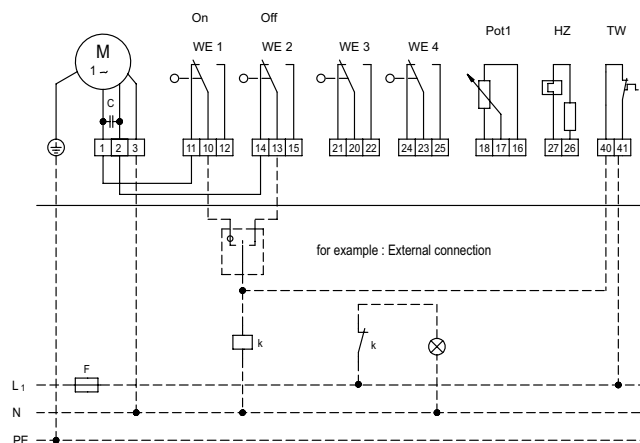 On Off
WE 1 WE 2 WE 3 WE 4 Pot1 HZ TW
M
1 ~
C
1 2 3 11 10 12 14 13 15 21 20 22 24 23 25 18 17 16 27 26 40 41
for example : External connection
k k
F
L1
N
PE